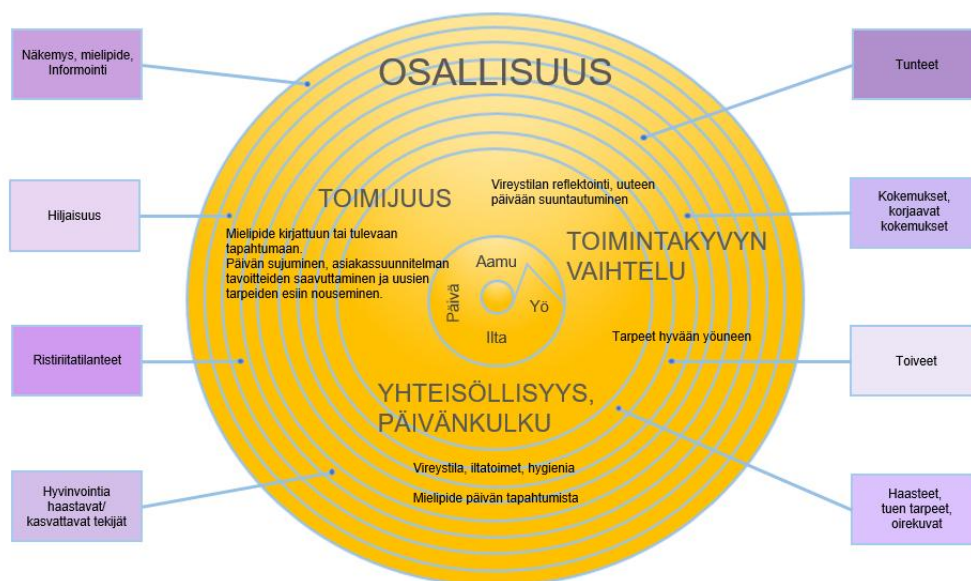 Näkemys, mielipide,
Informointi
OSALLISUUS
Tunteet
Hiljaisuus
TOIMIJUUS
Mielipide kirjattuun tai tulevaan
tapahtumaan.
Päivän sujuminen, asiakassuunnitelman
tavoitteiden saavuttaminen ja uusien
tarpeiden esiin nouseminen.
Vireystilan reflektointi, uuteen
päivään suuntautuminen
Kokemukset,
korjaavat
kokemukset
TOIMINTAKYVYN
VAIHTELU
Aamu
Päivä
Yö
Ilta
Ristiriitatilanteet
Tarpeet hyvään yöuneen
Toiveet
YHTEISÖLLISYYS,
PÄIVÄNKULKU
Vireystila, iltatoimet, hygienia
Mielipide päivän tapahtumista
Hyvinvointia
haastavat/
kasvattavat tekijät
Haasteet,
tuen tarpeet,
oirekuvat